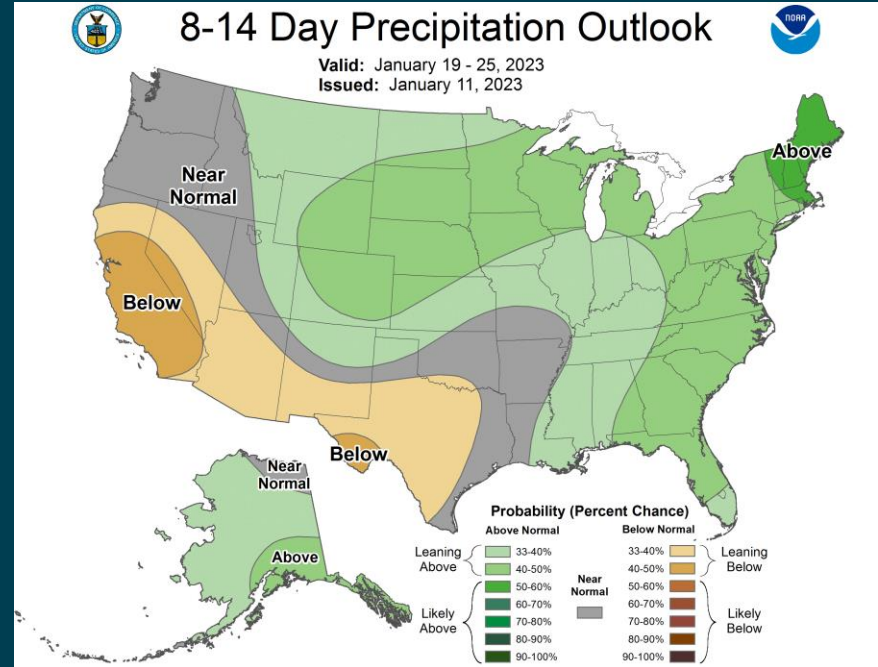 8-14 Day Precipitation Outlook
NOAA
Valid: January 19 - 25, 2023
Issued: January 11, 2023
Near
Normal
Above
Below
Below
Near
Normal
Above
Probability (Percent Chance)
Above Normal
Below Normal
Leaning
Above
33-40%
40-50%
Likely
Above
50-60%
60-70%
70-80%
80-90%
90-100%
Near
Normal
33-40%
40-50%
Leaning
Below
50-60%
60-70%
70-80%
80-90%
90-100%
Likely
Below